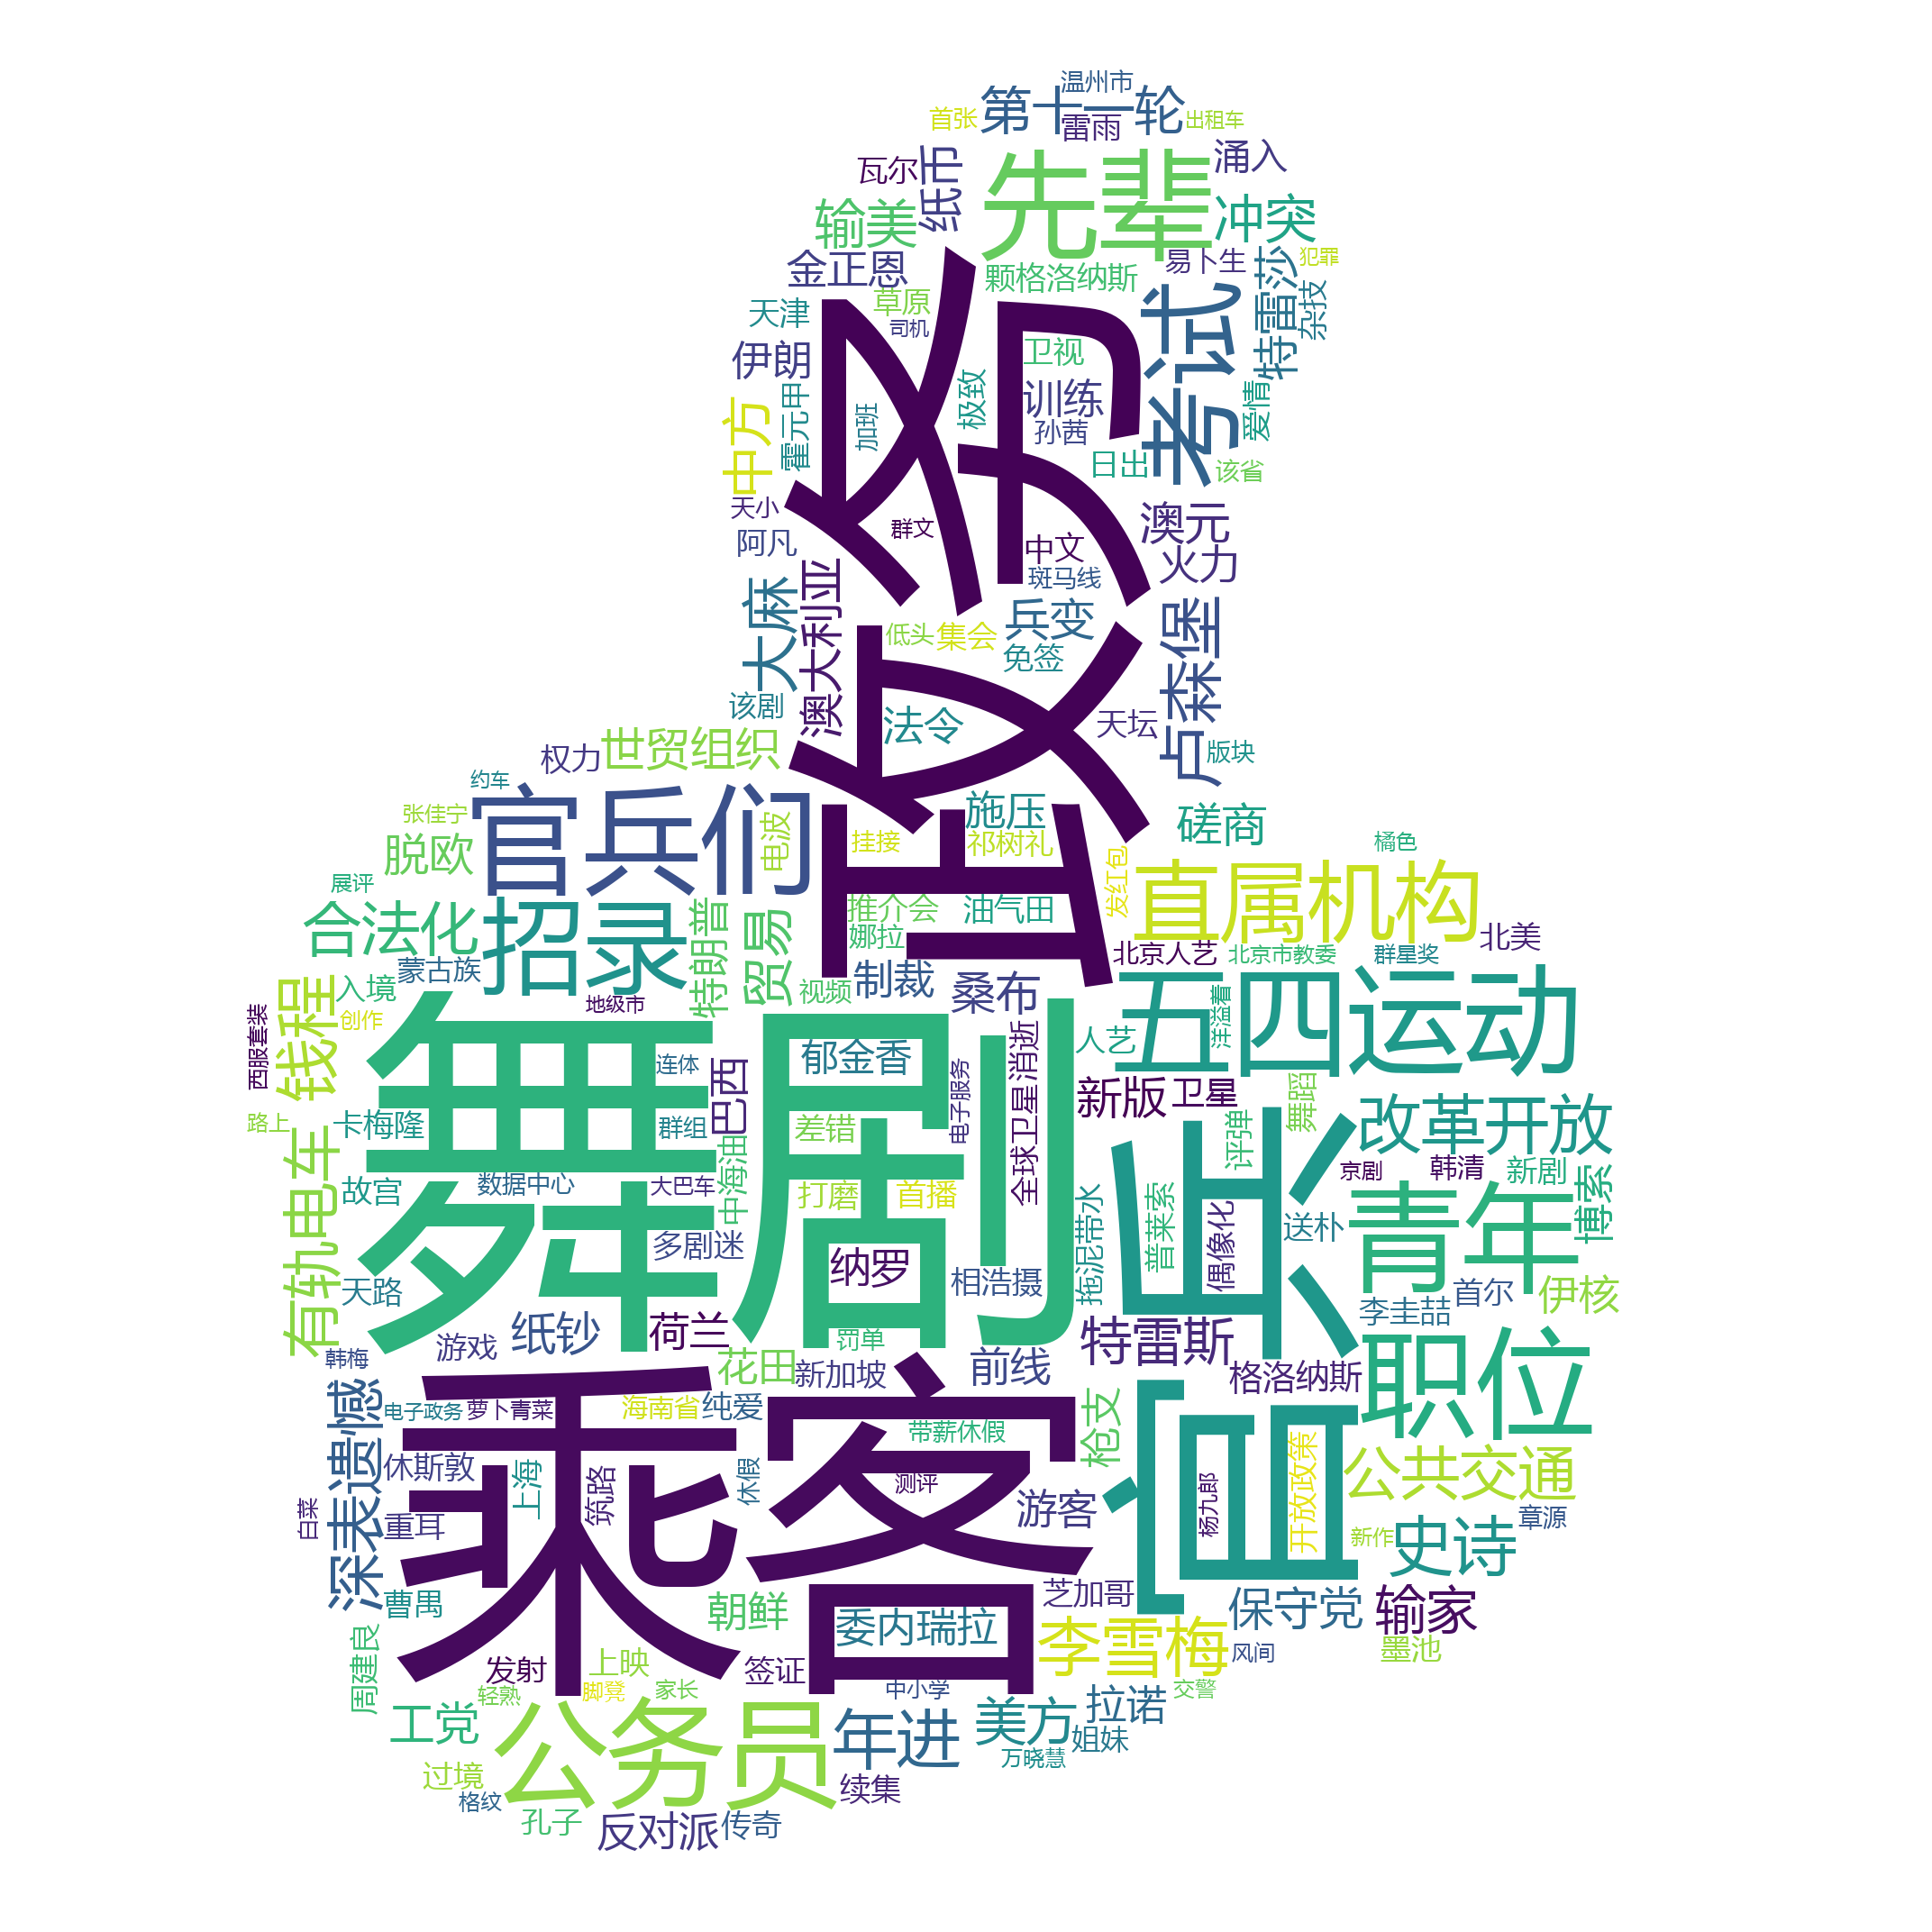 温州市
第十一轮
首张
雷雨
出租车
瓦尔
纸币
先辈
涌入
输美
冲突
金正恩
颗格洛纳斯
易卜生
特雷莎
犯罪
草原
天津
司机
政务
考试
杂技
伊朗
卫视
霍元甲
加班
极致
训练
爱情
中方
孙茜
日出
该省
天小
群文
澳元
阿凡
中文
火力
斑马线
大麻
澳大利亚
低头
集会
兵变
免签
卢森堡
该剧
法令
天坛
权力
世贸组织
版块
约车
官兵们
施压
张佳宁
电波
挂接
祁树礼
磋商
橘色
脱欧
发红包
直属机构
展评
合法化
招录
特朗普
贸易
推介会
油气田
娜拉
北京人艺
北京市教委
群星奖
北美
蒙古族
制裁
桑布
五四运动
钱程
入境
地级市
视频
西服套装
创作
舞剧
连体
郁金香
全球卫星消逝
人艺
洋溢着
巴西
电子服务
新版
卫星
舞蹈
路上
卡梅隆
群组
差错
评弹
改革开放
有轨电车
中海油
京剧
韩清
新剧
故宫
数据中心
大巴车
打磨
首播
拖泥带水
普莱索
偶像化
青年
博索
多剧迷
送朴
天路
纳罗
相浩摄
李圭喆
首尔
伊核
游戏
纸钞
荷兰
罚单
特雷斯
职位
韩梅
花田
新加坡
前线
格洛纳斯
深表遗憾
电子政务
萝卜青菜
海南省
纯爱
乘客
带薪休假
枪支
休斯敦
上海
筑路
休假
测评
杨九郎
开放政策
公共交通
白菜
重耳
游客
新作
史诗
章源
曹禺
朝鲜
委内瑞拉
芝加哥
保守党
输家
周建良
李雪梅
风间
墨池
发射
上映
签证
轻熟
脚凳
家长
中小学
交警
工党
公务员
年进
美方
拉诺
姐妹
万晓慧
过境
续集
格纹
孔子
反对派
传奇